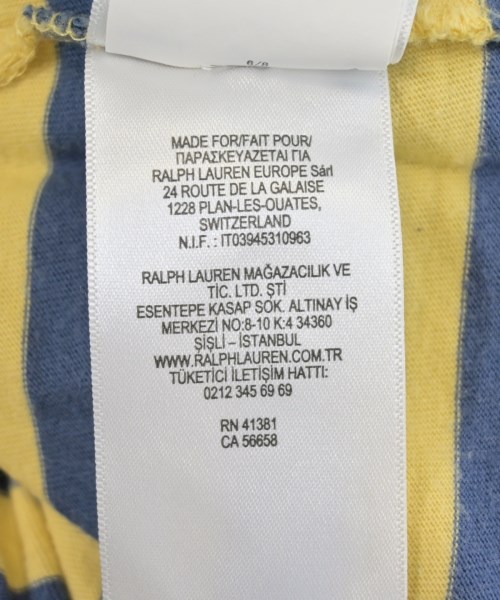 MADE FOR/FAIT POUR/
ΠΑΡΑΣΚΕΥΑΖΕΤΑΙ ΓΙΑ
RALPH LAUREN EUROPE Sárl
24 ROUTE DE LA GALAISE
1228 PLAN-LES-OUATES,
SWITZERLAND
N.I.F. : IT03945310963
RALPH LAUREN MAĞAZACILIK VE
TİC. LTD. ŞTİ
ESENTEPE KASAP SOK. ALTINAY İŞ
MERKEZİ NO:8-10 K:4 34360
ŞİŞLİ – İSTANBUL
WWW.RALPHLAUREN.COM.TR
TÜKETİCİ İLETİŞİM HATTI:
0212 345 69 69
RN 41381
CA 56658